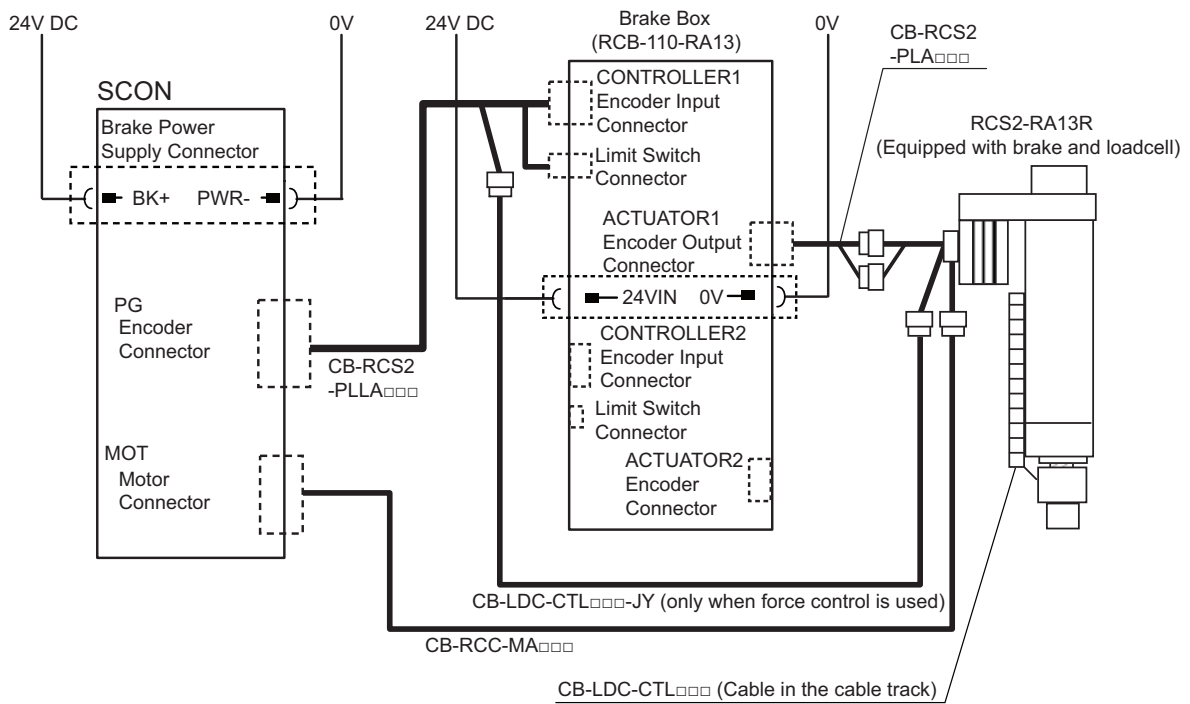 24V DC
0V
24V DC
Brake Box
(RCB-110-RA13)
0V
CB-RCS2
-PLA□□□
SCON
Brake Power
Supply Connector
BK+
PWR-
CONTROLLER1
Encoder Input
Connector
Limit Switch
Connector
RCS2-RA13R
(Equipped with brake and loadcell)
ACTUATOR1
Encoder Output
Connector
24VIN
0V
PG
Encoder
Connector
CB-RCS2
-PLLA□□□
CONTROLLER2
Encoder Input
Connector
Limit Switch
Connector
MOT
Motor
Connector
ACTUATOR2
Encoder
Connector
CB-LDC-CTL□□□-JY (only when force control is used)
CB-RCC-MA□□□
CB-LDC-CTL□□□ (Cable in the cable track)